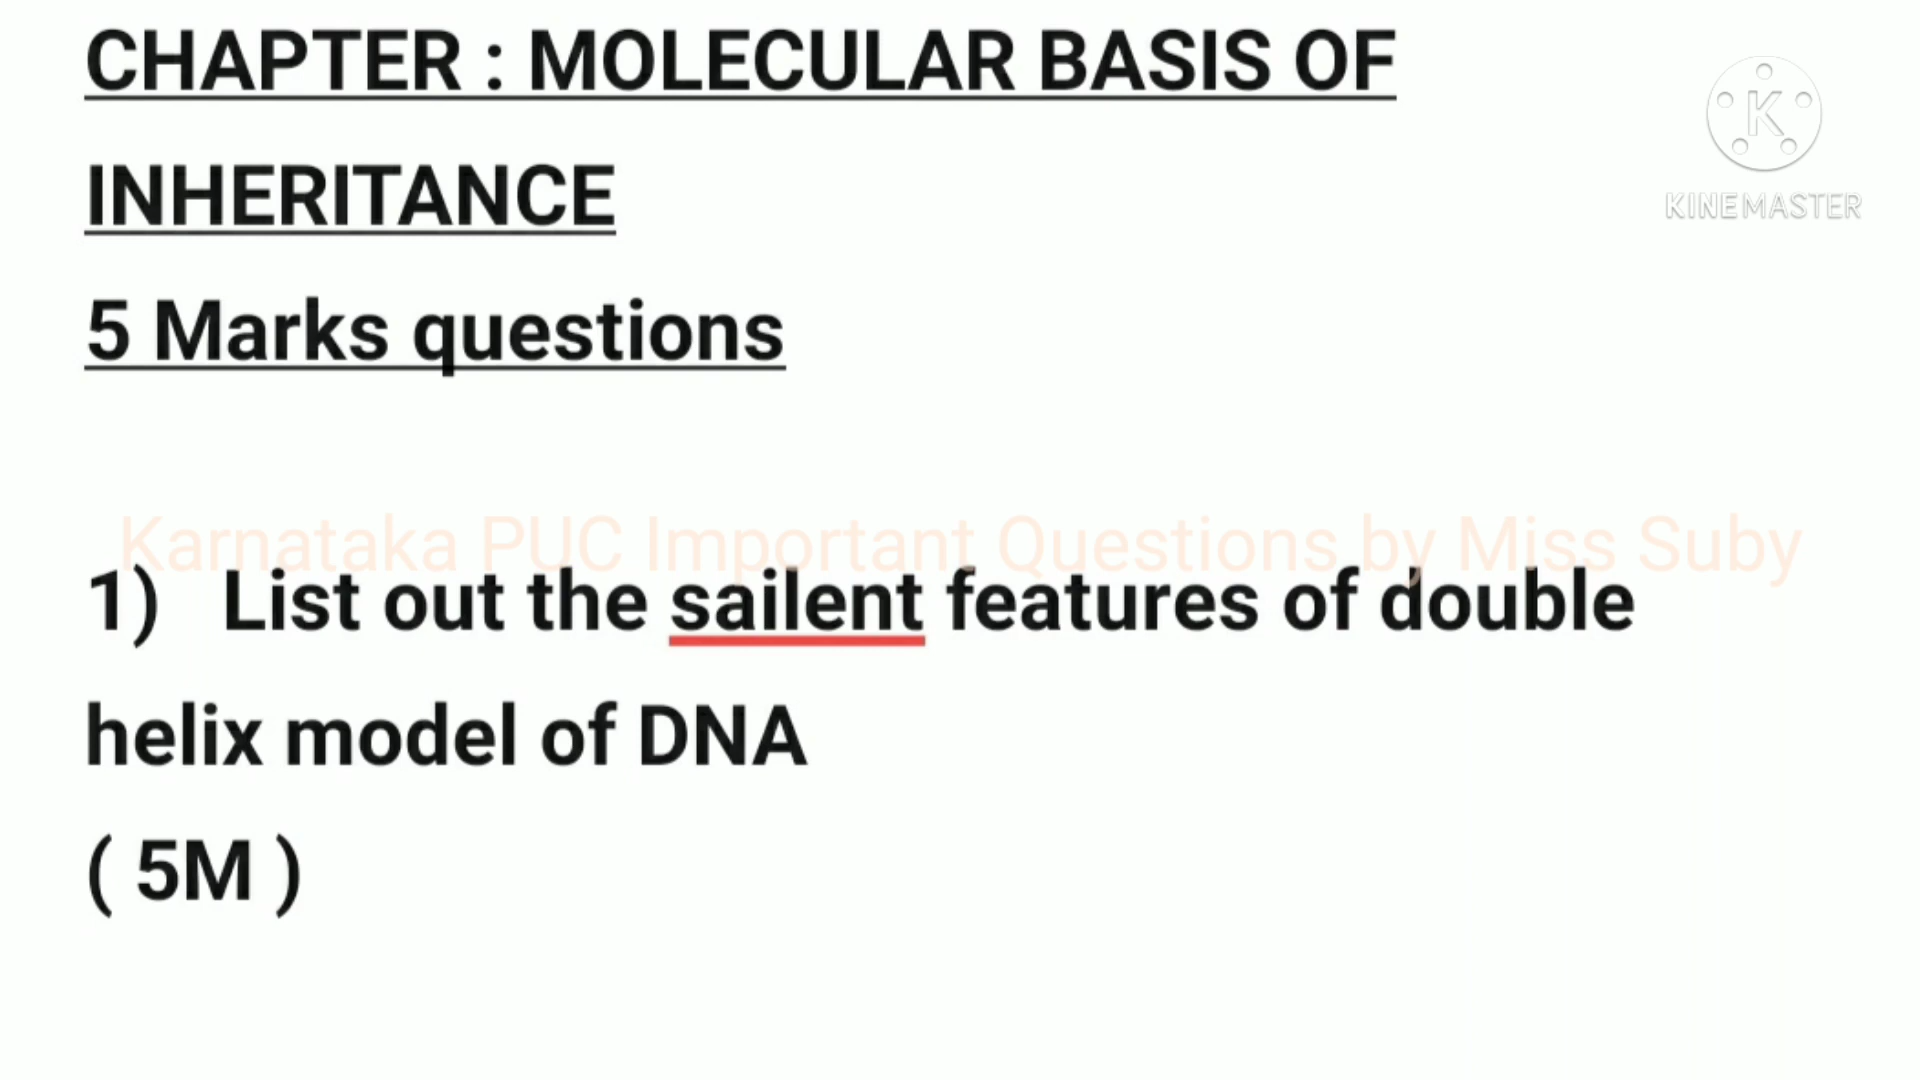 CHAPTER : MOLECULAR BASIS OF
K
KINEMASTER
INHERITANCE
5 Marks questions
Karnataka PUC Important Questions by Miss Suby
1) List out the sailent features of double
helix model of DNA
( 5M )